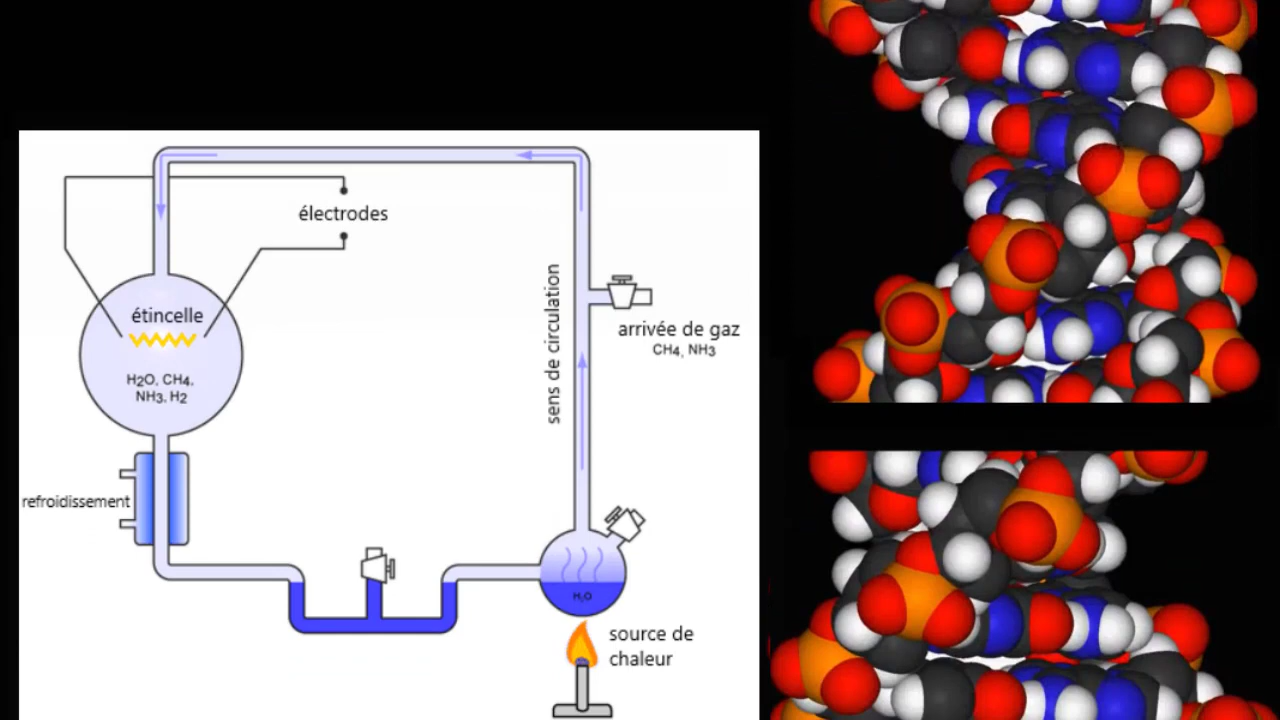 électrodes
étincelle
H2O, CH4,
NH3, H2
sens de circulation
arrivée de gaz
CH4, NH3
refroidissement
H2O
source de
chaleur